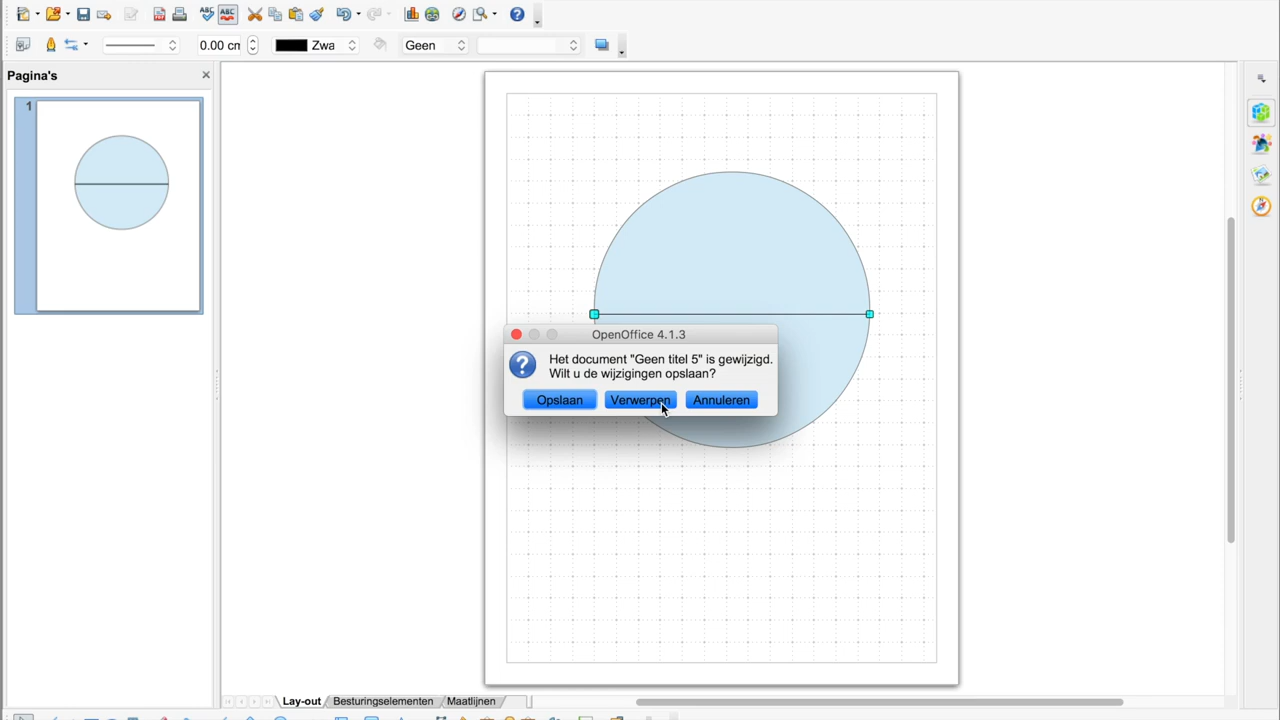 0.00 cm
Zwa
Geen
Pagina's
1
OpenOffice 4.1.3
Het document "Geen titel 5" is gewijzigd.
Wilt u de wijzigingen opslaan?
Opslaan
Verwerpen
Annuleren
Lay-out
Besturingselementen
Maatlijnen